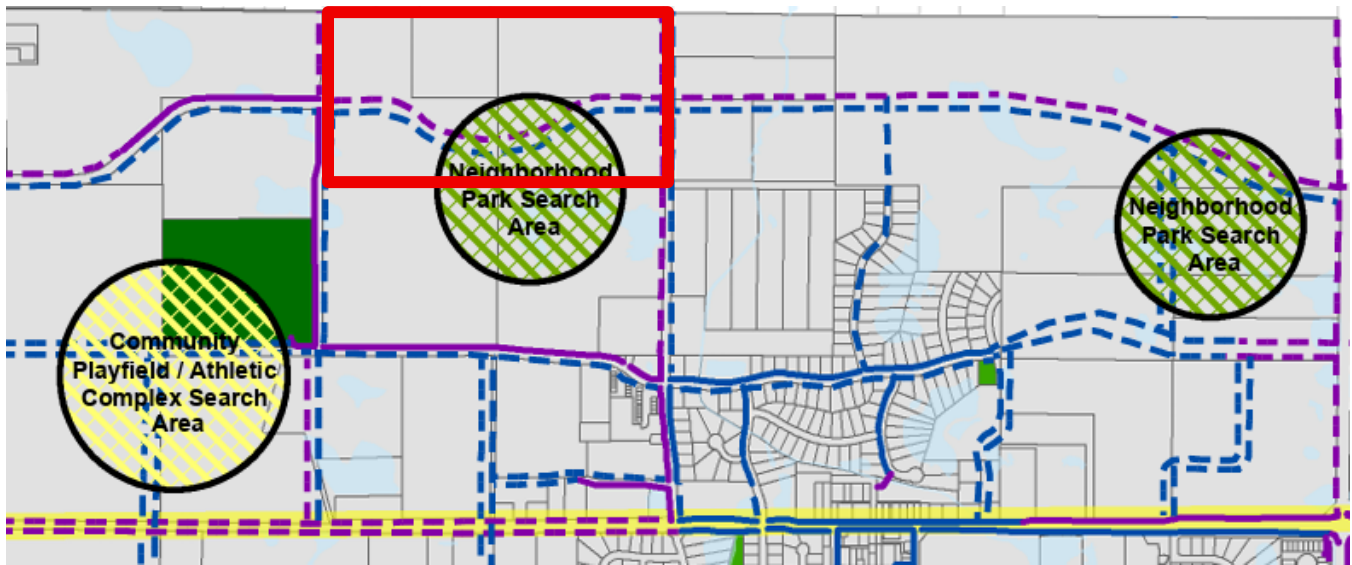 Neighborhood
Park Search
Area
Neighborhood
Park Search
Area
Community
Playfield / Athletic
Complex Search
Area